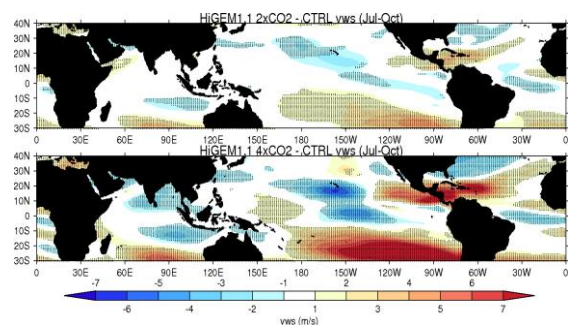 HiGEM1.1 2xCO2 - .CTRL vws (Jul-Oct)
40N
30N
20N
10N
0
10S
20S
30S
0 30E 60E 90E 120E 150E 180 150W 120W 90W 60W 30W 0
HiGEM1.1 4xCO2 - .CTRL vws (Jul-Oct)
40N
30N
20N
10N
0
10S
20S
30S
0 30E 60E 90E 120E 150E 180 150W 120W 90W 60W 30W 0
-7 -5 -3 -1 2 4 6
-6 -4 -2 1 3 5 7
vws (m/s)